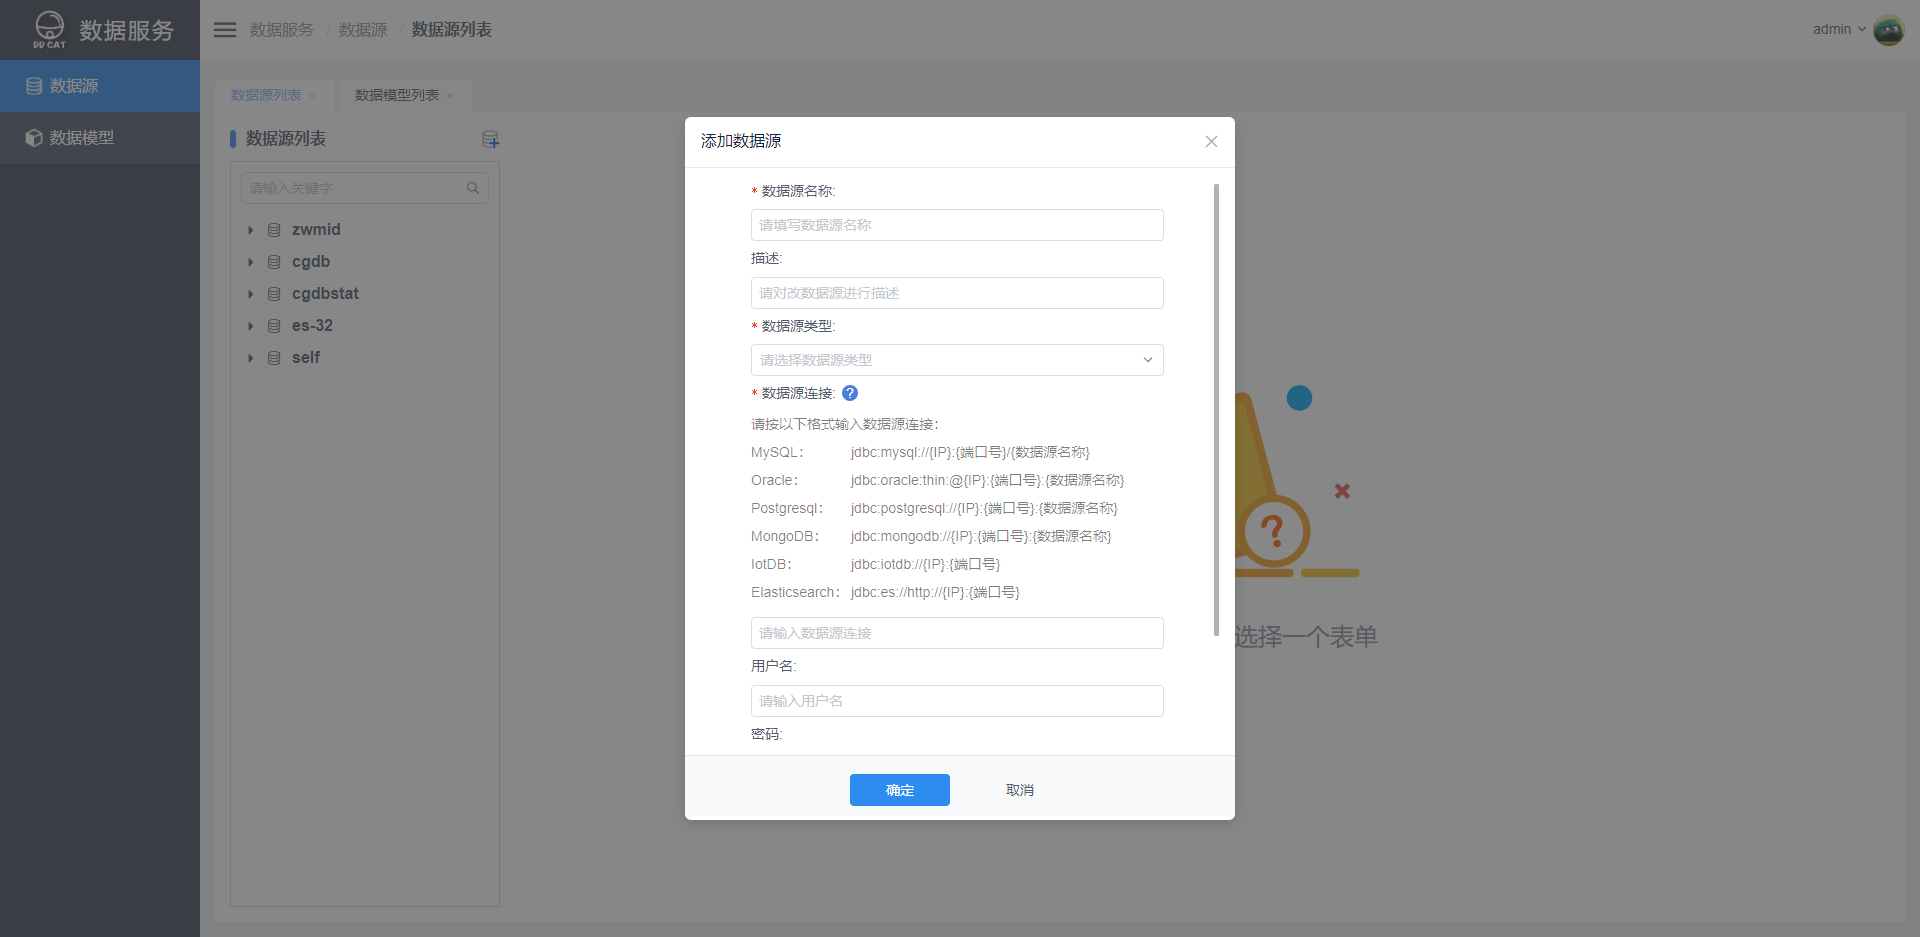 DD CAT
数据服务
数据服务 / 数据源 / 数据源列表
admin
数据源
数据模型
数据源列表 ×
数据模型列表 ×
数据源列表
请输入关键字
zwmid
cgdb
cgdbstat
es-32
self
添加数据源
* 数据源名称:
请填写数据源名称
描述:
请对改数据源进行描述
* 数据源类型:
请选择数据源类型
* 数据源连接: ?
请按以下格式输入数据源连接：
MySQL： jdbc:mysql://{IP}:{端口号}/{数据源名称}
Oracle： jdbc:oracle:thin:@{IP}:{端口号}:{数据源名称}
Postgresql： jdbc:postgresql://{IP}:{端口号}:{数据源名称}
MongoDB： jdbc:mongodb://{IP}:{端口号}:{数据源名称}
IotDB： jdbc:iotdb://{IP}:{端口号}
Elasticsearch： jdbc:es://http://{IP}:{端口号}
请输入数据源连接
用户名:
请输入用户名
密码:
确定
取消
?
选择一个表单